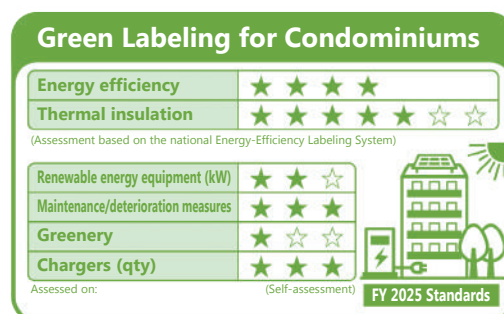 Green Labeling for Condominiums
Energy efficiency ★ ★ ★ ★
Thermal insulation ★ ★ ★ ★ ★ ☆ ☆
(Assessment based on the national Energy-Efficiency Labeling System)
Renewable energy equipment (kW) ★ ★ ☆
Maintenance/deterioration measures ★ ★ ★
Greenery ★ ☆ ☆
Chargers (qty) ★ ★ ★
Assessed on: (Self-assessment)
FY 2025 Standards